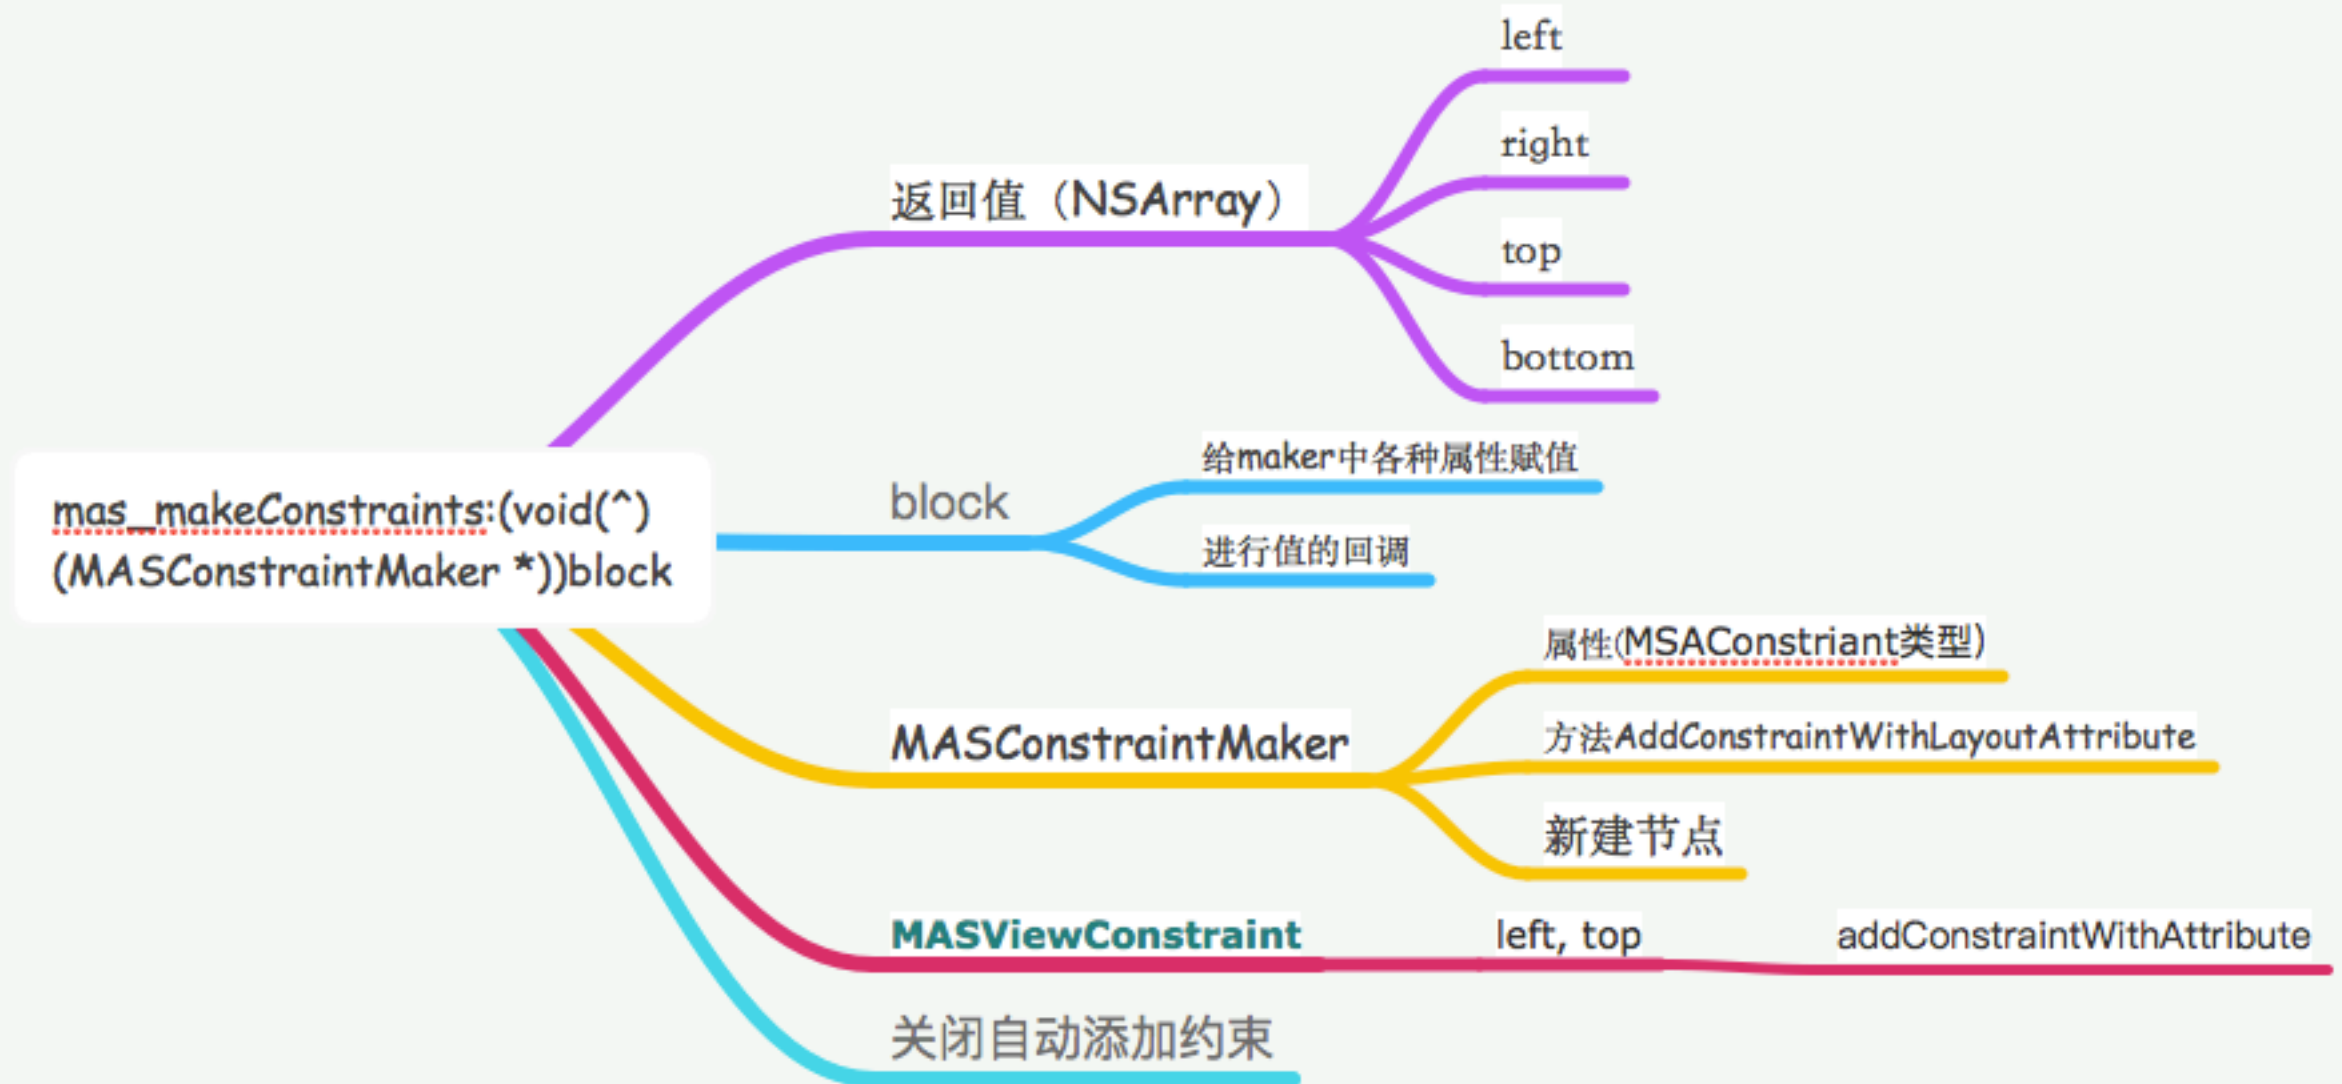 mas_makeConstraints:(void(^)
(MASConstraintMaker *))block
返回值（NSArray）
left
right
top
bottom
block
给maker中各种属性赋值
进行值的回调
MASConstraintMaker
属性(MSAConstriant类型)
方法AddConstraintWithLayoutAttribute
新建节点
MASViewConstraint
left, top
addConstraintWithAttribute
关闭自动添加约束